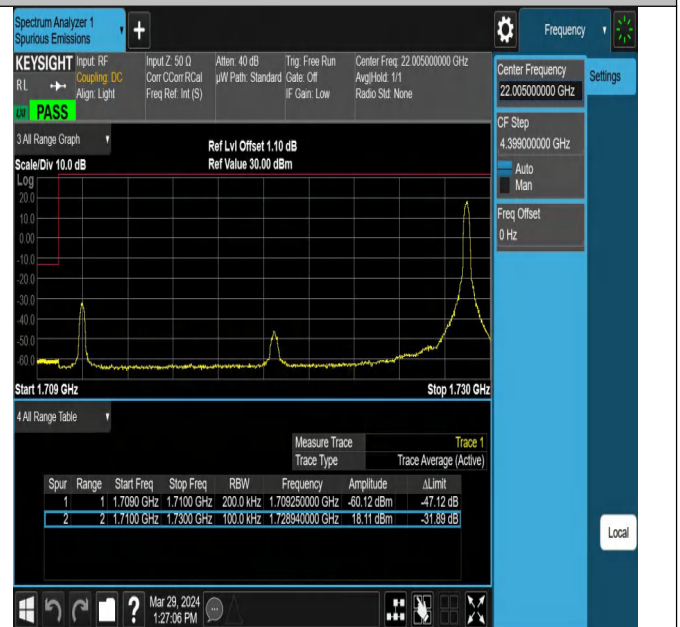 Spectrum Analyzer 1
Spurious Emissions
+
Frequency
KEYSIGHT Input: RF Input Z: 50 Ω Atten: 40 dB Trig: Free Run Center Freq: 22.005000000 GHz
RL Coupling: DC Corr CCorr RCal µW Path: Standard Gate: Off Avg|Hold: 1/1
Align: Light Freq Ref: Int (S) IF Gain: Low Radio Std: None
PASS
Center Frequency
22.005000000 GHz
Settings
CF Step
4.399000000 GHz
Auto
Man
Freq Offset
0 Hz
3 All Range Graph
Ref Lvl Offset 1.10 dB
Scale/Div 10.0 dB Ref Value 30.00 dBm
Log
20.0
10.0
0.00
-10.0
-20.0
-30.0
-40.0
-50.0
-60.0
Start 1.709 GHz Stop 1.730 GHz
4 All Range Table
Measure Trace Trace 1
Trace Type Trace Average (Active)
Spur Range Start Freq Stop Freq RBW Frequency Amplitude ΔLimit
1 1 1.7090 GHz 1.7100 GHz 200.0 kHz 1.709250000 GHz -60.12 dBm -47.12 dB
2 2 1.7100 GHz 1.7300 GHz 100.0 kHz 1.728940000 GHz 18.11 dBm -31.89 dB
Local
? Mar 29, 2024
1:27:06 PM